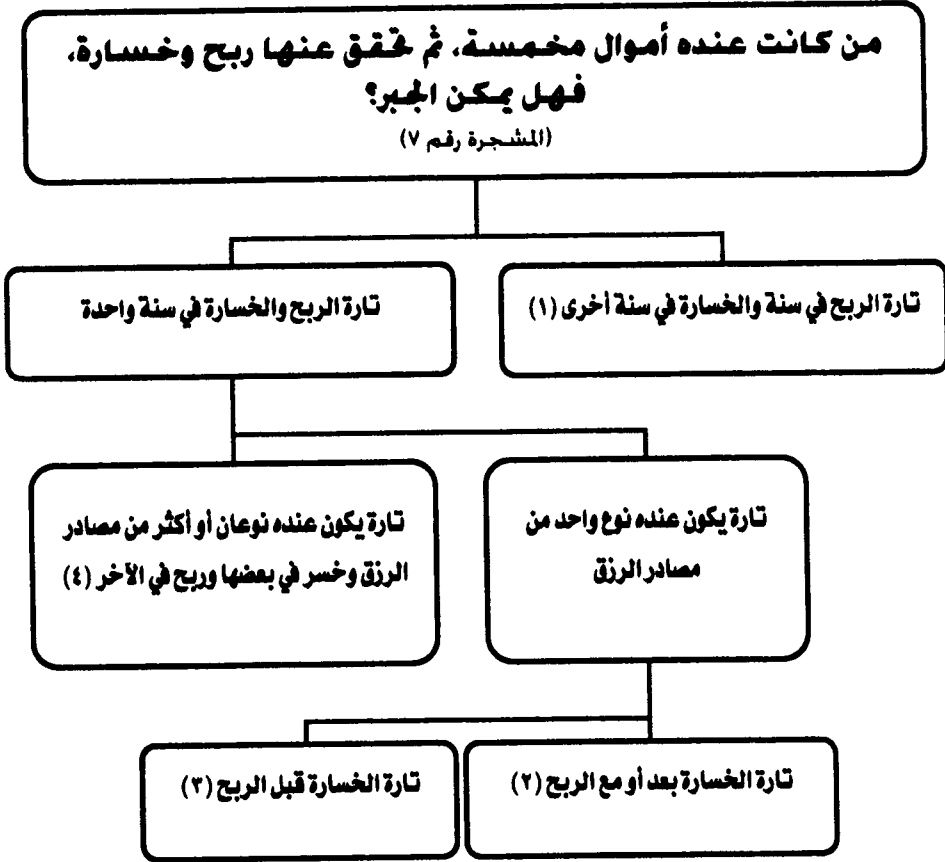 من كانت عنده أموال مخمسة، ثم تحقق عنها ربح وخسارة،
فهل يمكن الجبر؟
(المشجرة رقم ٧)
تارة الربح في سنة والخسارة في سنة أخرى (١)
تارة الربح والخسارة في سنة واحدة
تارة يكون عنده نوع واحد من
مصادر الرزق
تارة يكون عنده نوعان أو أكثر من مصادر
الرزق وخسر في بعضها وربح في الآخر (٤)
تارة الخسارة بعد أو مع الربح (٢)
تارة الخسارة قبل الربح (٣)